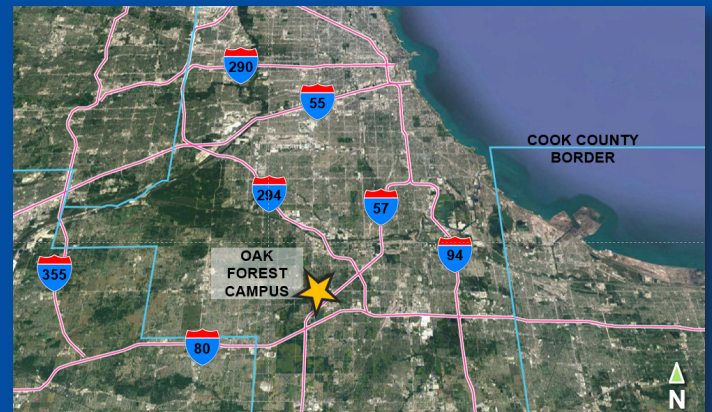 290
55
COOK COUNTY
BORDER
294
57
OAK
FOREST
CAMPUS
94
355
80
N